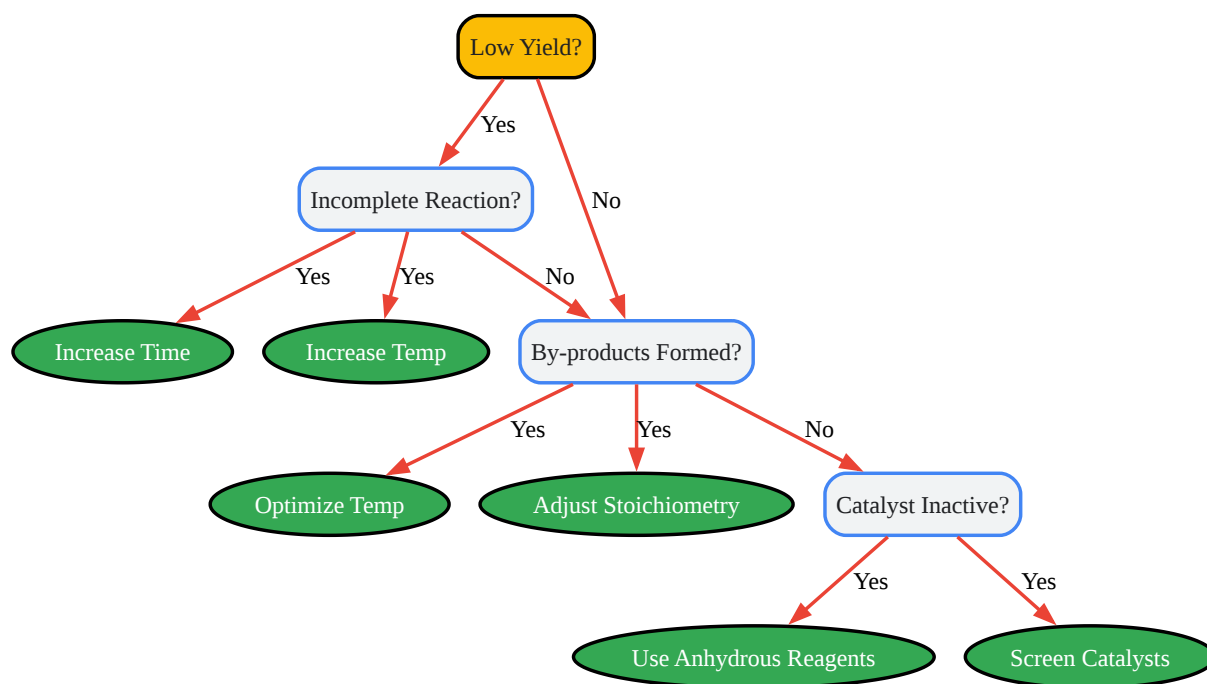 Low Yield?
Yes
Incomplete Reaction?
No
Yes
Yes
No
Increase Time
Increase Temp
By-products Formed?
Yes
Yes
No
Optimize Temp
Adjust Stoichiometry
Catalyst Inactive?
Yes
Yes
Use Anhydrous Reagents
Screen Catalysts